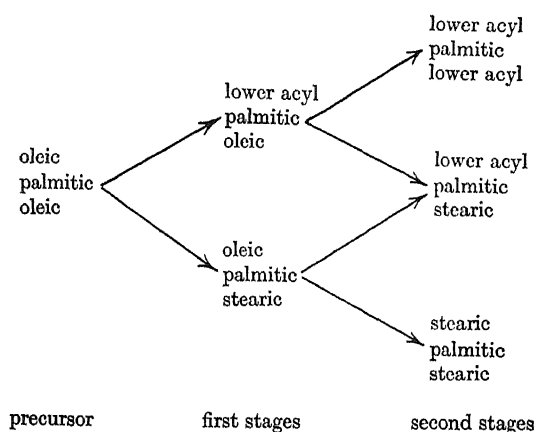 oleic
palmitic
oleic
lower acyl
palmitic
oleic
oleic
palmitic
stearic
lower acyl
palmitic
lower acyl
lower acyl
palmitic
stearic
stearic
palmitic
stearic
precursor
first stages
second stages